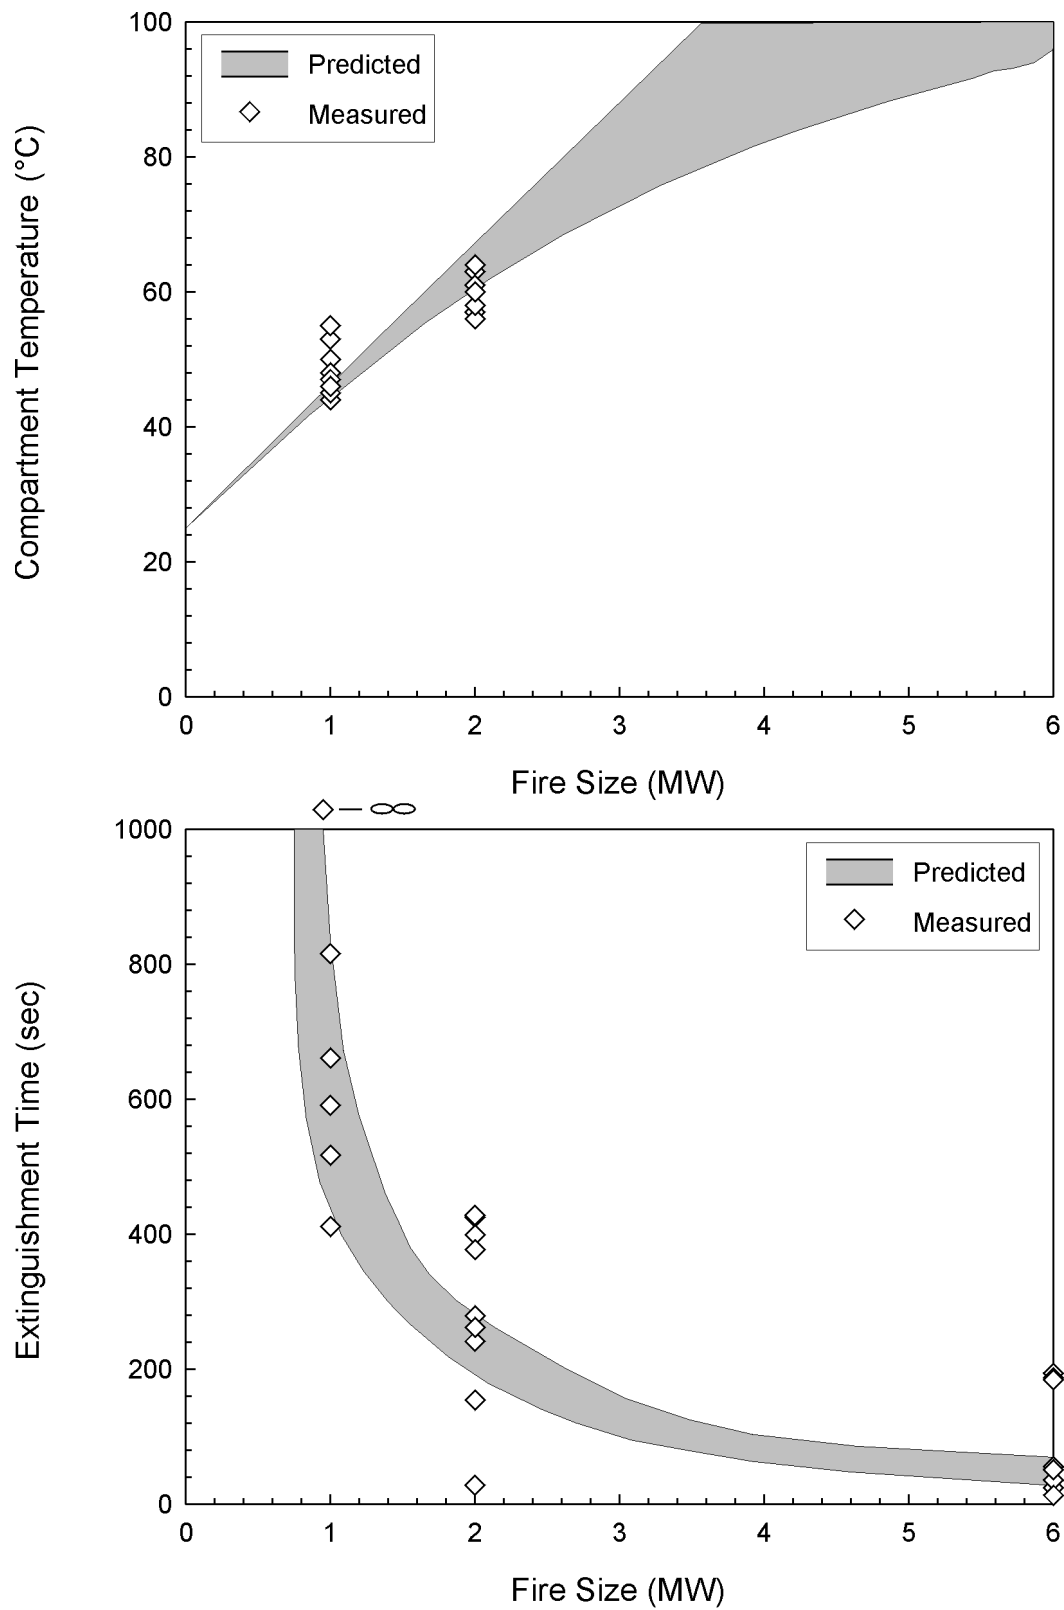 100
80
60
40
20
0
Compartment Temperature (°C)
Predicted
Measured
0 1 2 3 4 5 6
Fire Size (MW)
∞
1000
800
600
400
200
0
Extinguishment Time (sec)
Predicted
Measured
0 1 2 3 4 5 6
Fire Size (MW)